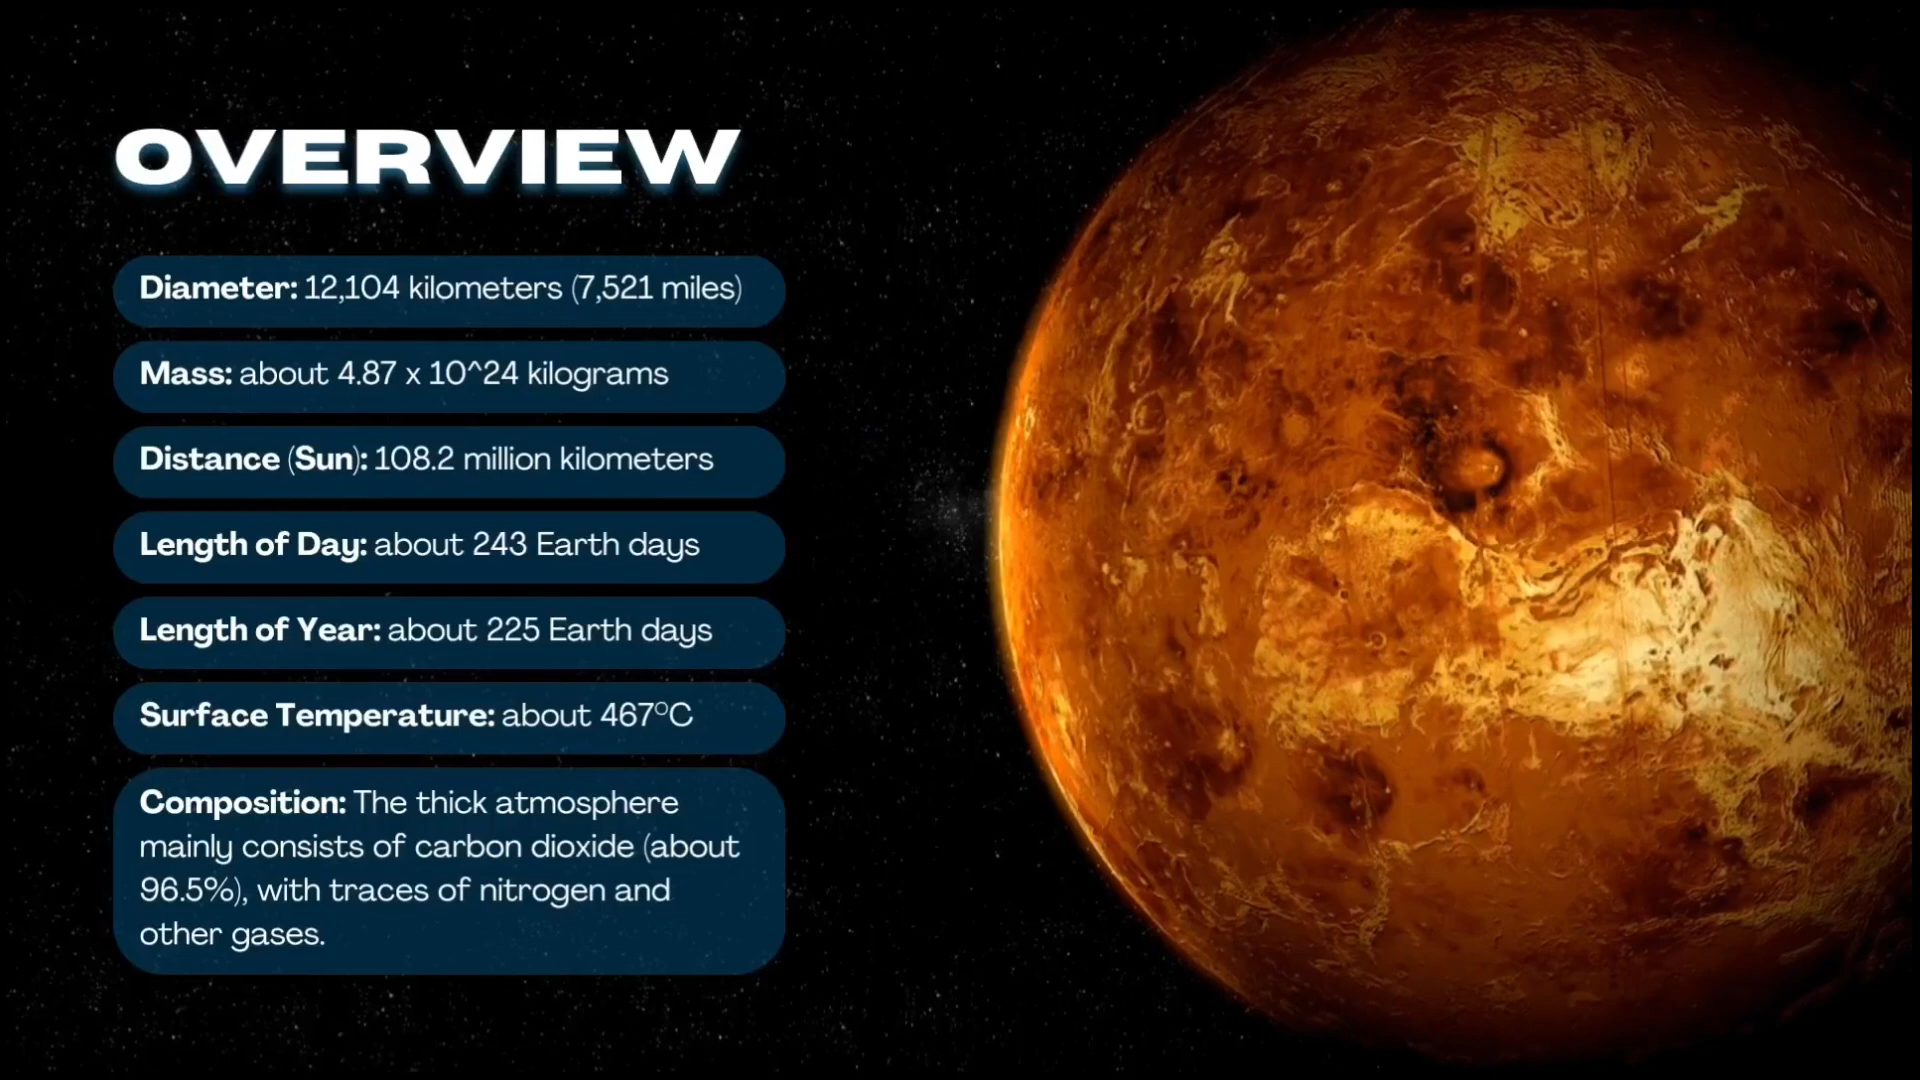 OVERVIEW
Diameter: 12,104 kilometers (7,521 miles)
Mass: about 4.87 x 10^24 kilograms
Distance (Sun): 108.2 million kilometers
Length of Day: about 243 Earth days
Length of Year: about 225 Earth days
Surface Temperature: about 467°C
Composition: The thick atmosphere
mainly consists of carbon dioxide (about
96.5%), with traces of nitrogen and
other gases.